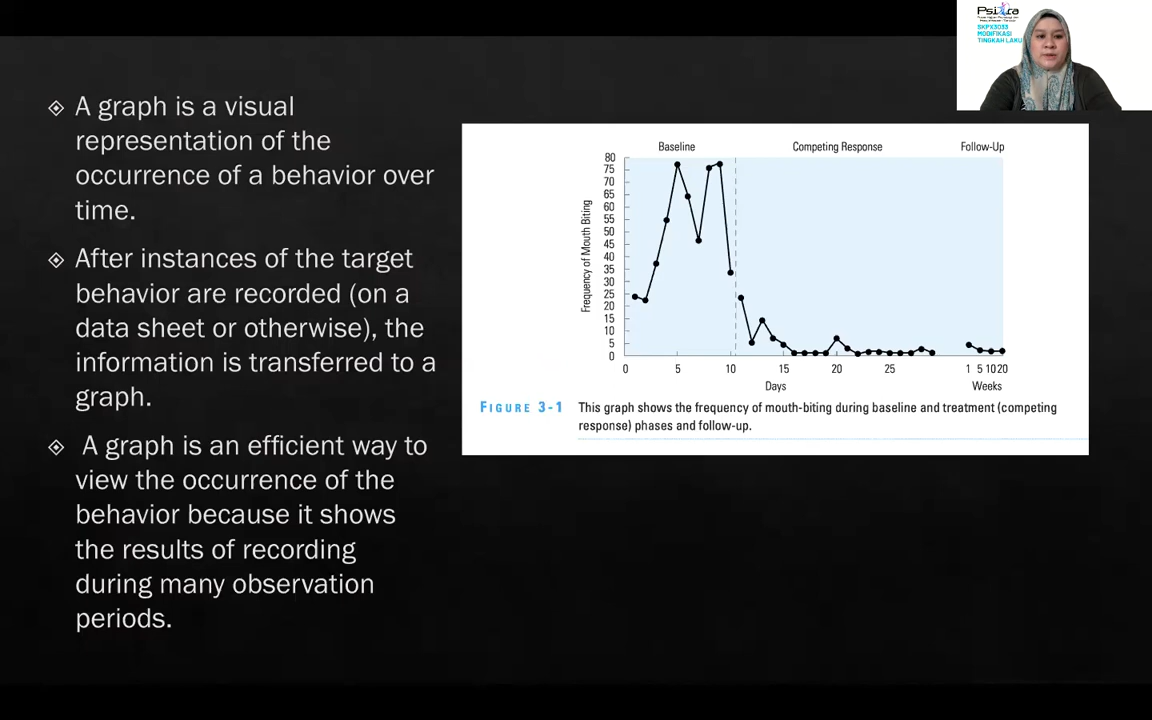 Psitra
SKPX3033
MODIFIKASI
TINGKAH LAKU
A graph is a visual
representation of the
occurrence of a behavior over
time.
After instances of the target
behavior are recorded (on a
data sheet or otherwise), the
information is transferred to a
graph.
A graph is an efficient way to
view the occurrence of the
behavior because it shows
the results of recording
during many observation
periods.
Baseline
Competing Response
Follow-Up
Frequency of Mouth Biting
80
75
70
65
60
55
50
45
40
35
30
25
20
15
10
5
0
0 5 10 15 20 25
1 5 10 20
Days
Weeks
FIGURE 3-1
This graph shows the frequency of mouth-biting during baseline and treatment (competing
response) phases and follow-up.